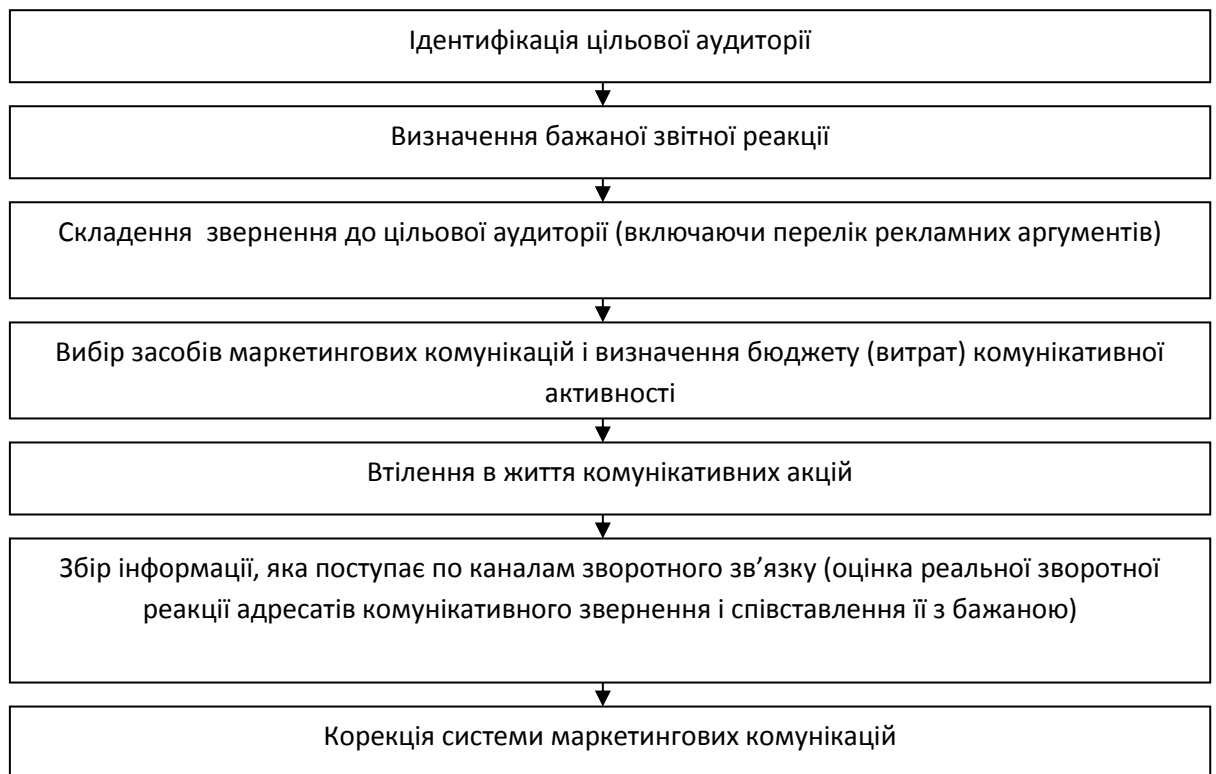 Ідентифікація цільової аудиторії
Визначення бажаної звітної реакції
Складення звернення до цільової аудиторії (включаючи перелік рекламних аргументів)
Вибір засобів маркетингових комунікацій і визначення бюджету (витрат) комунікативної
активності
Втілення в життя комунікативних акцій
Збір інформації, яка поступає по каналам зворотного зв’язку (оцінка реальної зворотної
реакції адресатів комунікативного звернення і співставлення її з бажаною)
Корекція системи маркетингових комунікацій